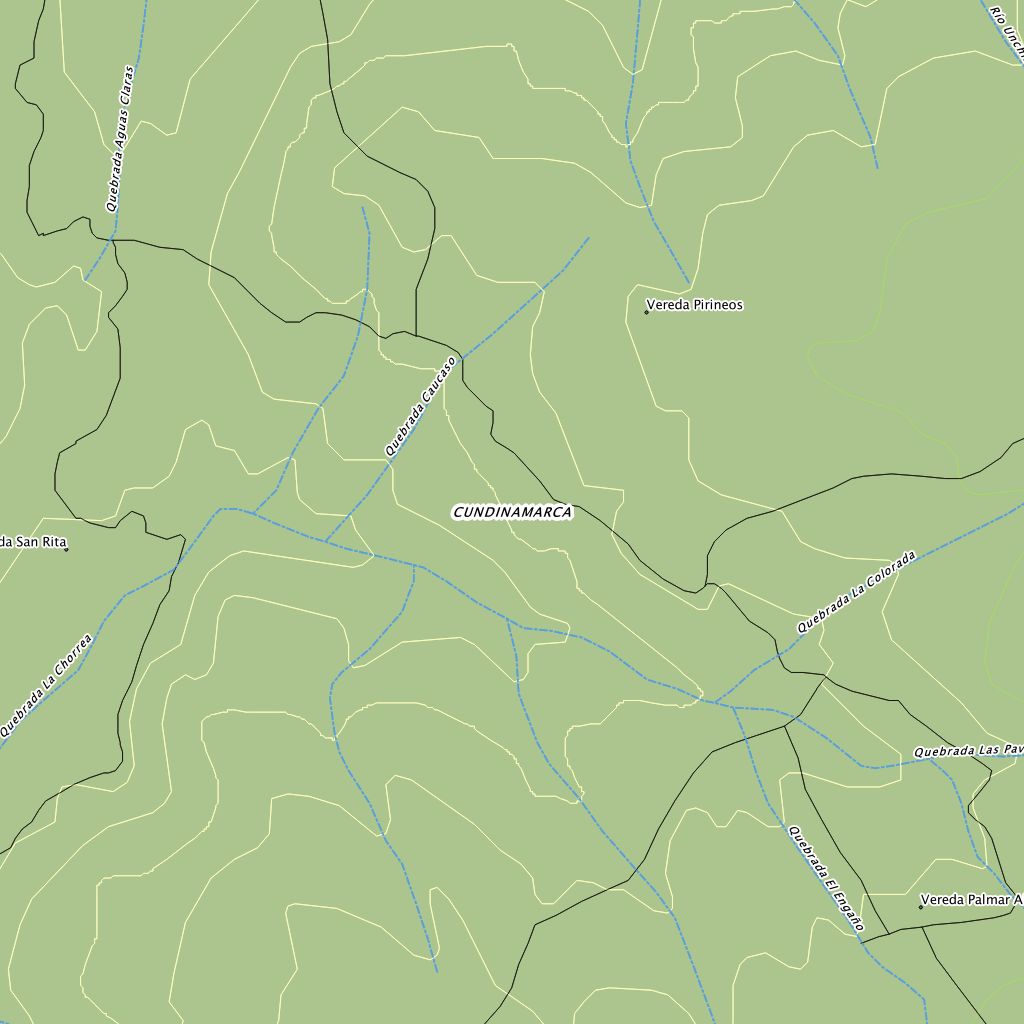 Río Unchí
Quebrada Aguas Claras
Vereda Pirineos
Quebrada Caucaso
CUNDINAMARCA
da San Rita
Quebrada La Colorada
Quebrada La Chorrea
Quebrada Las Pav
Quebrada El Engaño
Vereda Palmar A